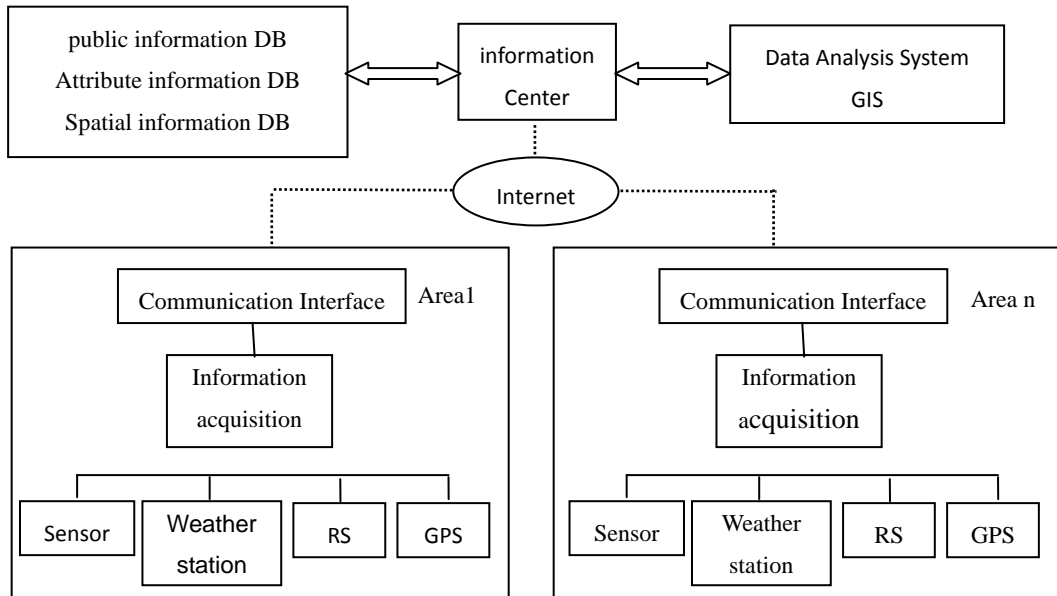 public information DB
Attribute information DB
Spatial information DB
information
Center
Data Analysis System
GIS
Internet
Communication Interface
Area1
Information
acquisition
Sensor
Weather
station
RS
GPS
Communication Interface
Area n
Information
acquisition
Sensor
Weather
station
RS
GPS